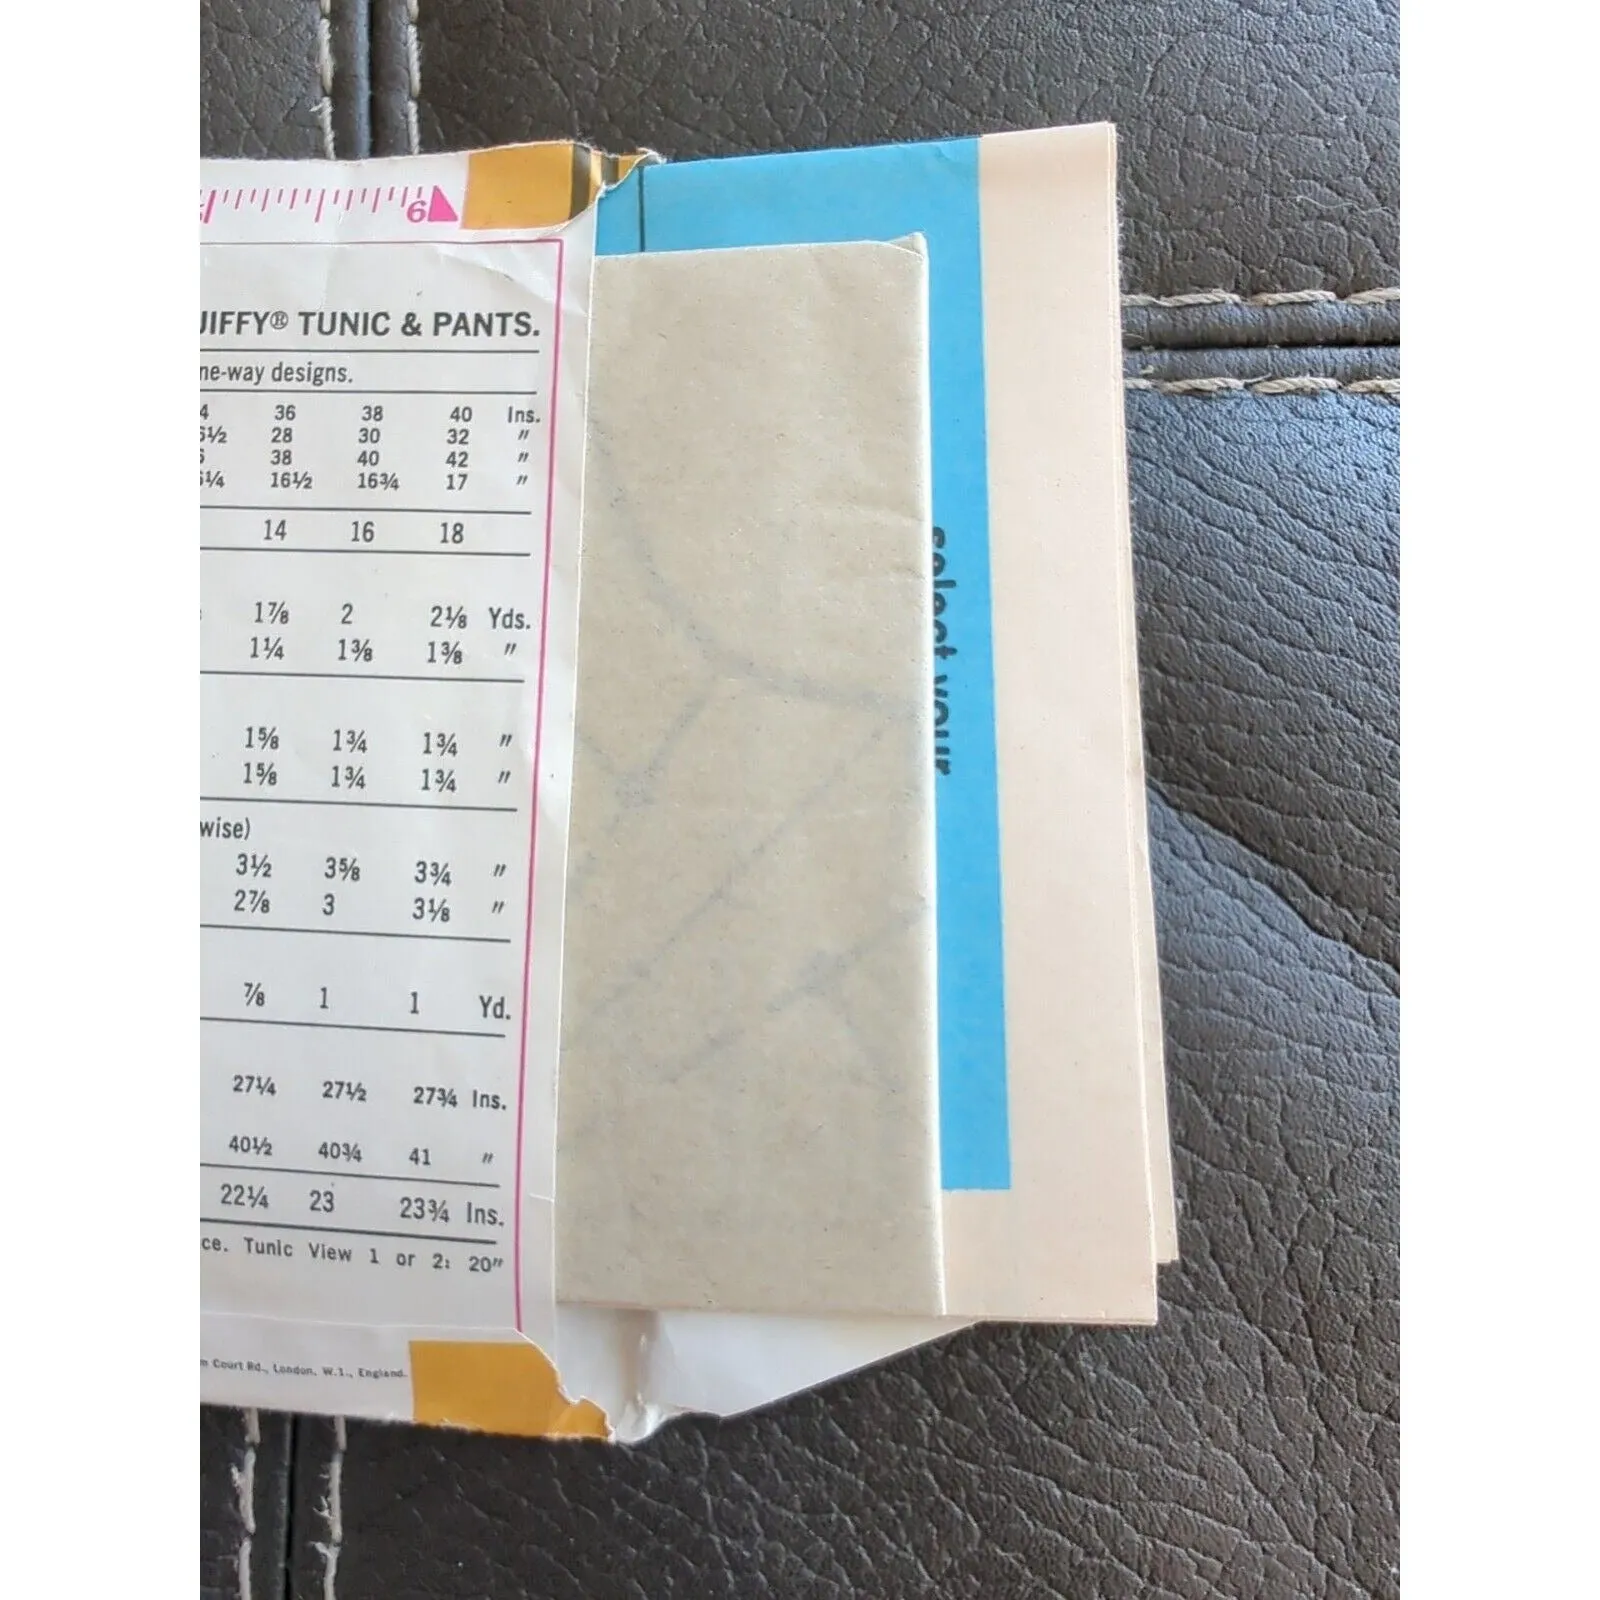 6
JIFFY® TUNIC & PANTS.
ne-way designs.
4 36 38 40 Ins.
6½ 28 30 32 "
38 40 42 "
¼ 16½ 16¾ 17 "
14 16 18
1⅞ 2 2⅛ Yds.
1¼ 1⅜ 1⅜ "
1⅝ 1¾ 1¾ "
1⅝ 1¾ 1¾ "
wise)
3½ 3⅝ 3¾ "
2⅞ 3 3⅛ "
⅞ 1 1 Yd.
27¼ 27½ 27¾ Ins.
40½ 40¾ 41 "
22¼ 23 23¾ Ins.
ce. Tunic View 1 or 2: 20"
m Court Rd., London, W.1., England.
select your